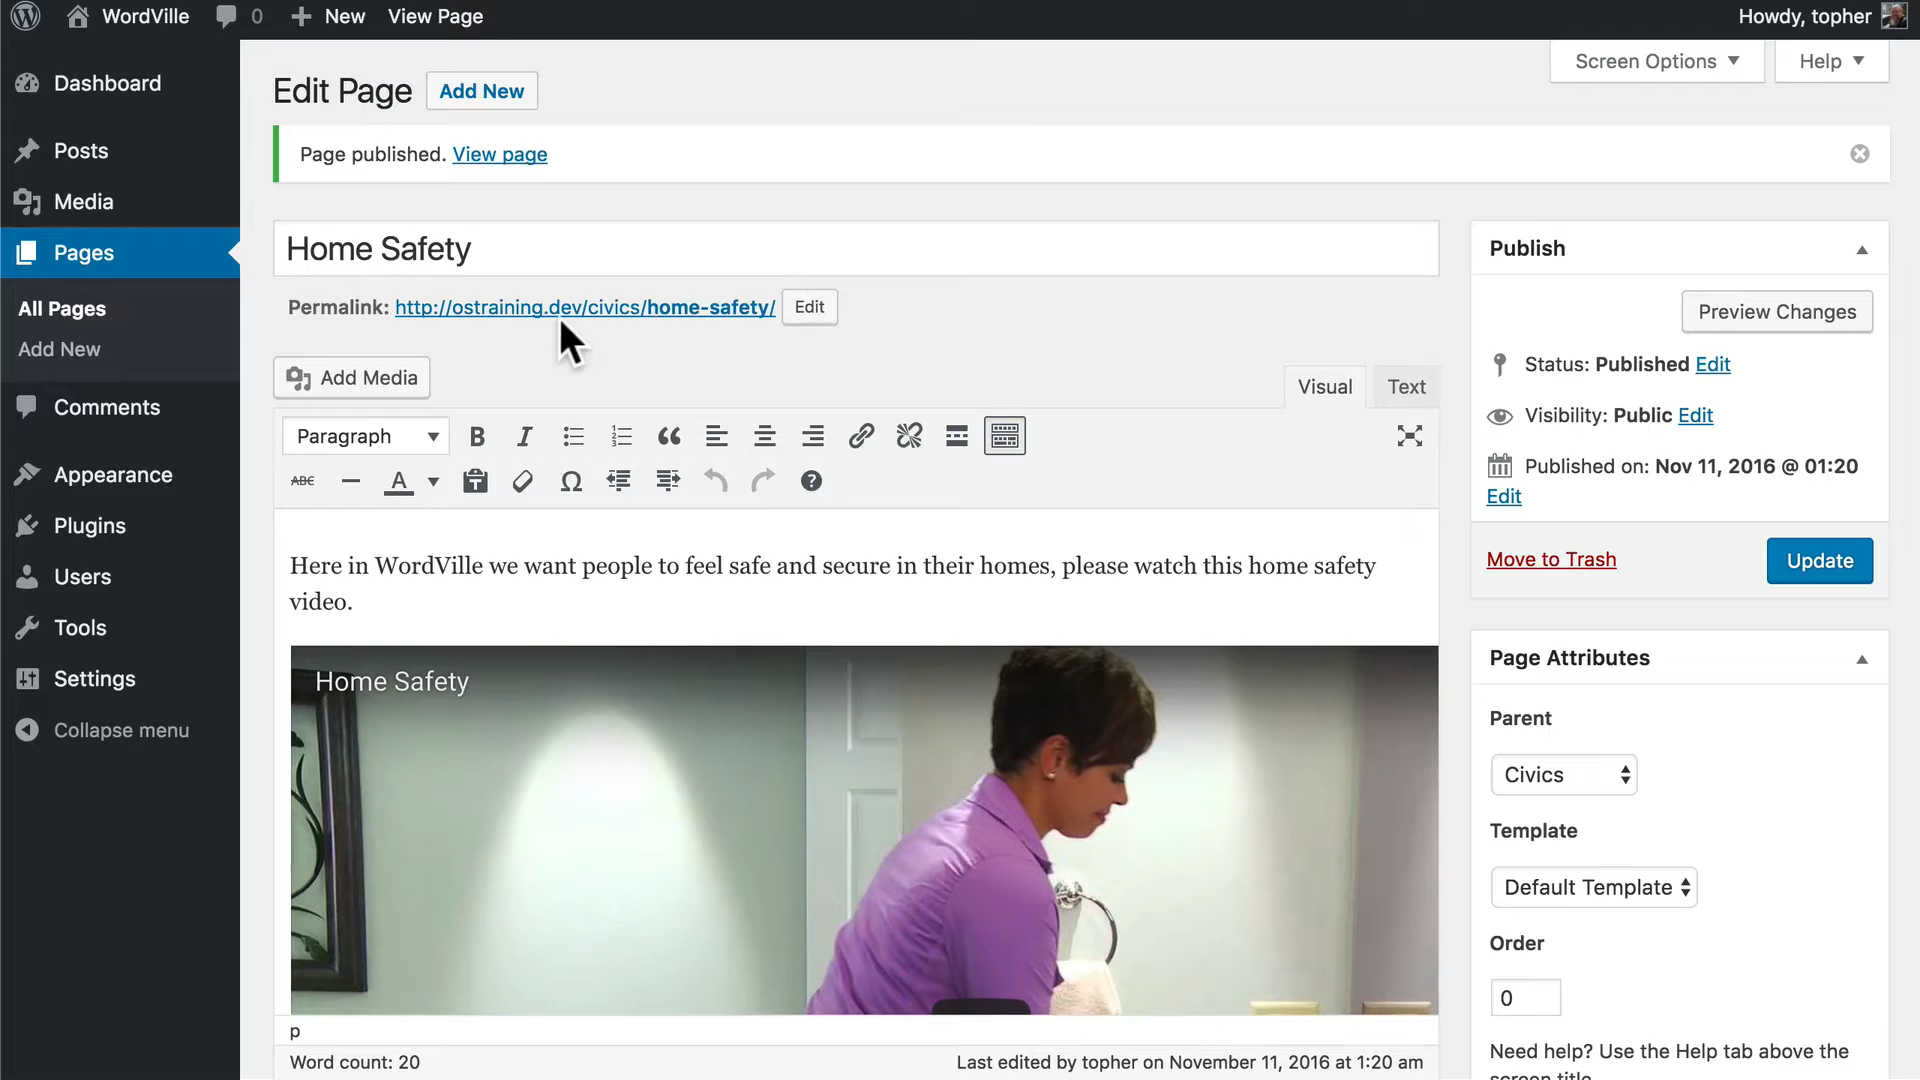 WordVille 0 New View Page Howdy, topher
Dashboard
Posts
Media
Pages
All Pages
Add New
Comments
Appearance
Plugins
Users
Tools
Settings
Collapse menu
Screen Options Help
Edit Page Add New
Page published. View page
Home Safety
Permalink: http://ostraining.dev/civics/home-safety/ Edit
Add Media
Visual Text
Paragraph B I
ABC A Ω
Here in WordVille we want people to feel safe and secure in their homes, please watch this home safety
video.
Home Safety
p
Word count: 20 Last edited by topher on November 11, 2016 at 1:20 am
Publish
Preview Changes
Status: Published Edit
Visibility: Public Edit
Published on: Nov 11, 2016 @ 01:20
Edit
Move to Trash Update
Page Attributes
Parent
Civics
Template
Default Template
Order
0
Need help? Use the Help tab above the
screen title.